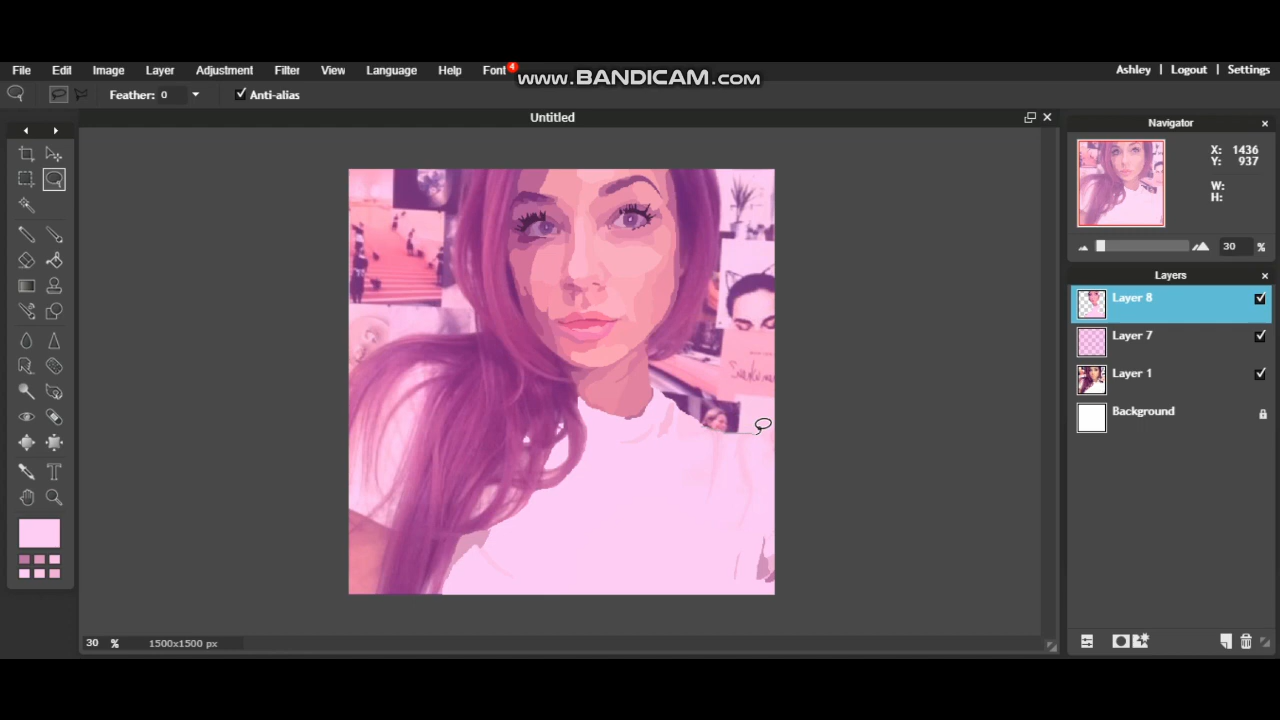 File Edit Image Layer Adjustment Filter View Language Help Font 4 www.BANDICAM.com Ashley | Logout | Settings
Feather: 0 Anti-alias
Untitled
Navigator
X: 1436
Y: 937
W:
H:
30 %
Layers
Layer 8
Layer 7
Layer 1
Background
30 % 1500x1500 px